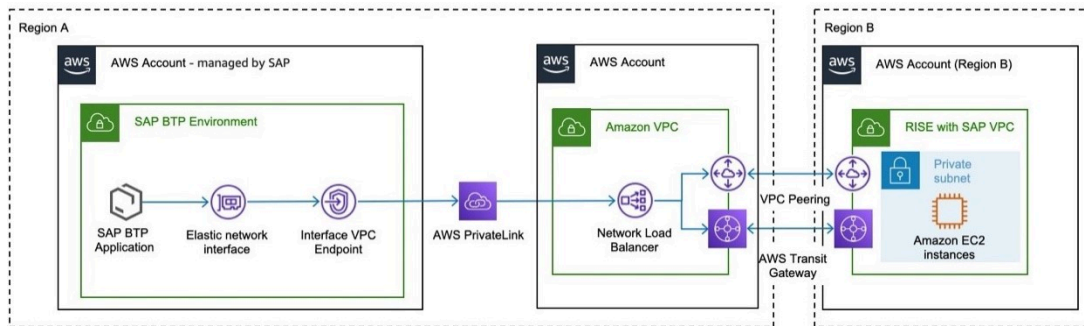 Region A
Region B
aws
AWS Account - managed by SAP
aws
AWS Account
aws
AWS Account (Region B)
SAP BTP Environment
Amazon VPC
RISE with SAP VPC
Private
subnet
SAP BTP
Application
Elastic network
interface
Interface VPC
Endpoint
AWS PrivateLink
Network Load
Balancer
VPC Peering
AWS Transit
Gateway
Amazon EC2
instances